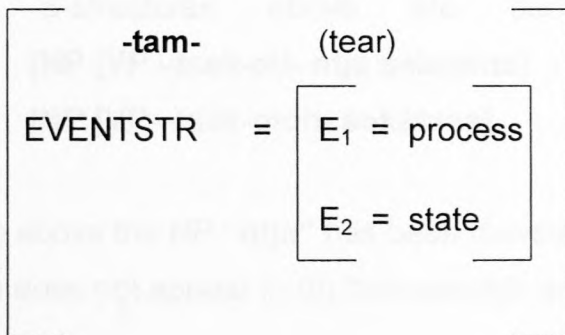 -tam- (tear)
EVENTSTR = E₁ = process
E₂ = state